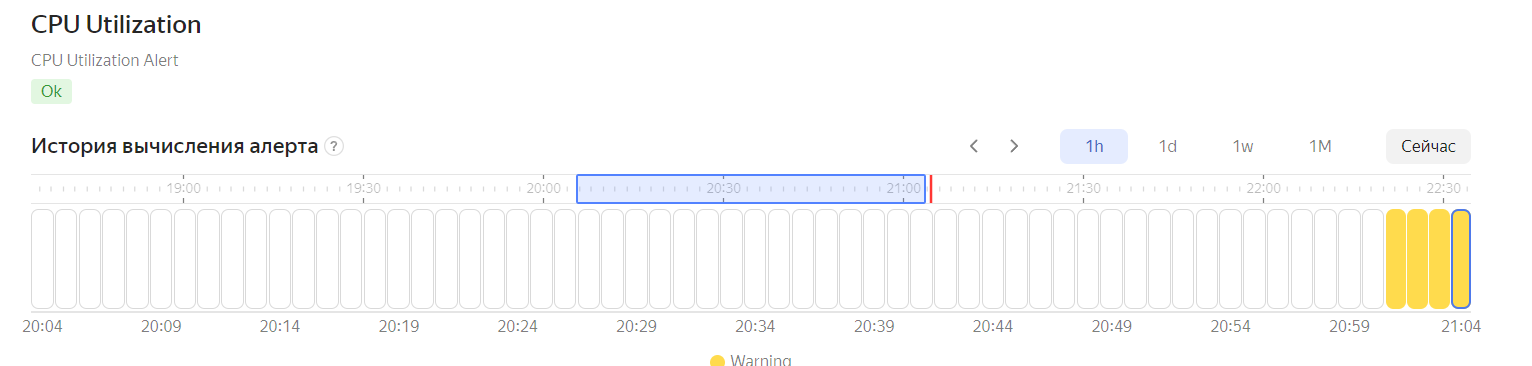 CPU Utilization
CPU Utilization Alert
Ok
История вычисления алерта ?
1h 1d 1w 1M Сейчас
19:00 19:30 20:00 20:30 21:00 21:30 22:00 22:30
20:04 20:09 20:14 20:19 20:24 20:29 20:34 20:39 20:44 20:49 20:54 20:59 21:04
Warning